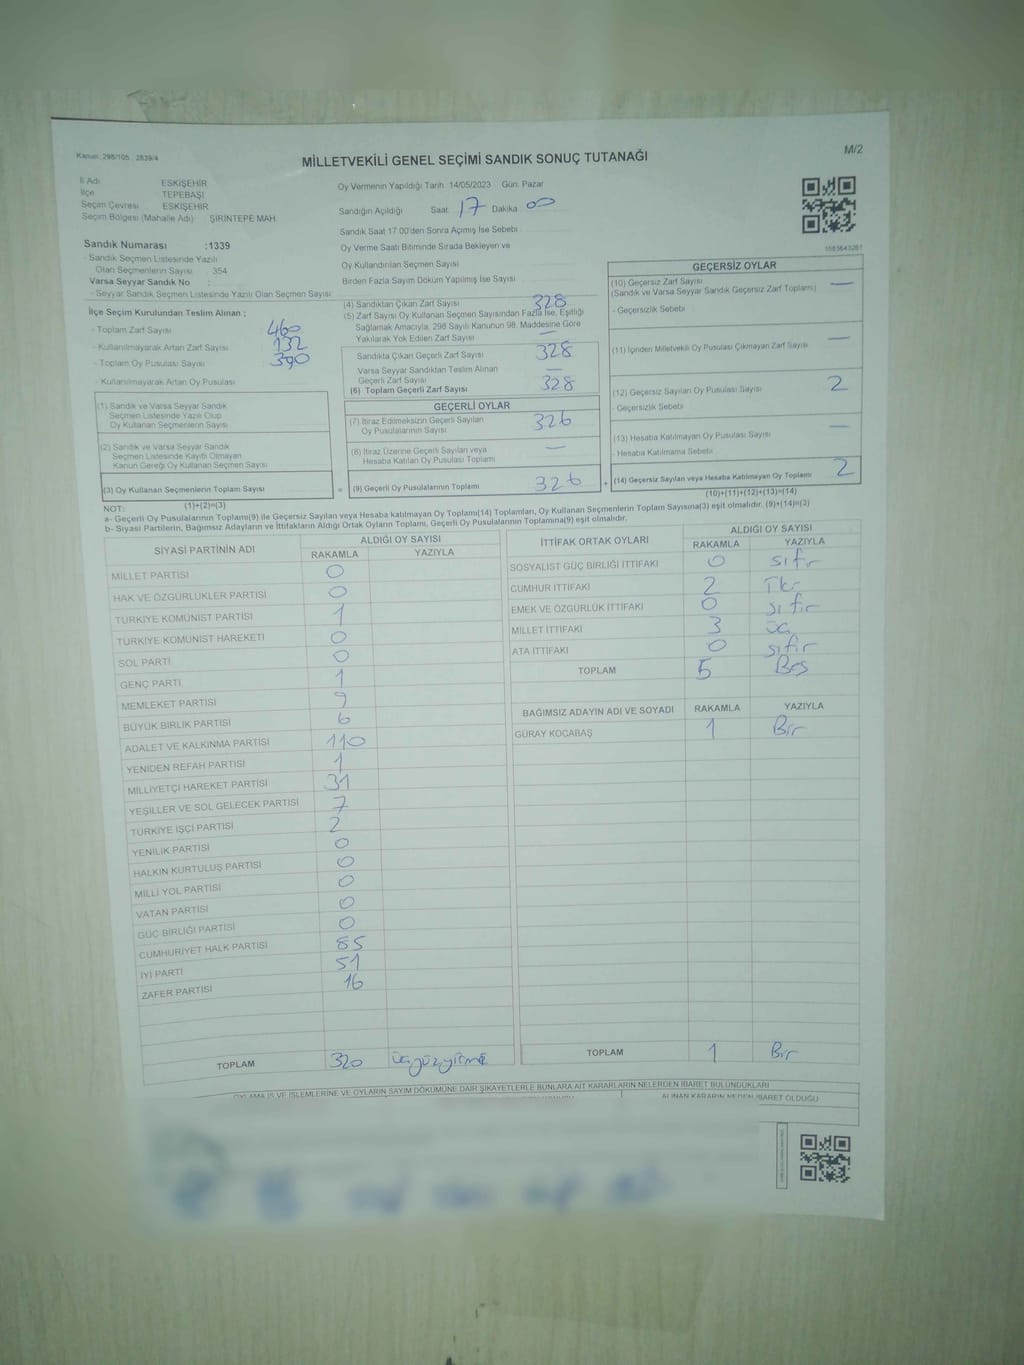 Kanun: 298/105 , 2839/4
MİLLETVEKİLİ GENEL SEÇİMİ SANDIK SONUÇ TUTANAĞI
M/2
İl Adı ESKİŞEHİR
İlçe TEPEBAŞI
Seçim Çevresi ESKİŞEHİR
Seçim Bölgesi (Mahalle Adı) ŞİRİNTEPE MAH.
Sandık Numarası :1339
- Sandık Seçmen Listesinde Yazılı
Olan Seçmenlerin Sayısı 354
Varsa Seyyar Sandık No :
- Seyyar Sandık Seçmen Listesinde Yazılı Olan Seçmen Sayısı
Oy Vermenin Yapıldığı Tarih :14/05/2023 Gün: Pazar
Sandığın Açıldığı Saat 17 Dakika 00
Sandık Saat 17:00'den Sonra Açılmış İse Sebebi
Oy Verme Saati Bitiminde Sırada Bekleyen ve
Oy Kullandırılan Seçmen Sayısı
Birden Fazla Sayım Döküm Yapılmış İse Sayısı
İlçe Seçim Kurulundan Teslim Alınan ;
- Toplam Zarf Sayısı 460
- Kullanılmayarak Artan Zarf Sayısı 132
- Toplam Oy Pusulası Sayısı 390
- Kullanılmayarak Artan Oy Pusulası
(1) Sandık ve Varsa Seyyar Sandık
Seçmen Listesinde Yazılı Olup
Oy Kullanan Seçmenlerin Sayısı
(2) Sandık ve Varsa Seyyar Sandık
Seçmen Listesinde Kayıtlı Olmayan
Kanun Gereği Oy Kullanan Seçmen Sayısı
(3) Oy Kullanan Seçmenlerin Toplam Sayısı
(1)+(2)=(3)
(4) Sandıktan Çıkan Zarf Sayısı 328
(5) Zarf Sayısı Oy Kullanan Seçmen Sayısından Fazla İse, Eşitliği
Sağlamak Amacıyla, 298 Sayılı Kanunun 98. Maddesine Göre
Yakılarak Yok Edilen Zarf Sayısı —
Sandıkta Çıkan Geçerli Zarf Sayısı 328
Varsa Seyyar Sandıktan Teslim Alınan
Geçerli Zarf Sayısı —
(6) Toplam Geçerli Zarf Sayısı 328
GEÇERLİ OYLAR
(7) İtiraz Edilmeksizin Geçerli Sayılan
Oy Pusulalarının Sayısı 326
(8) İtiraz Üzerine Geçerli Sayılan veya
Hesaba Katılan Oy Pusulası Toplamı —
= (9) Geçerli Oy Pusulalarının Toplamı 326 +
GEÇERSİZ OYLAR
(10) Geçersiz Zarf Sayısı —
(Sandık ve Varsa Seyyar Sandık Geçersiz Zarf Toplamı)
- Geçersizlik Sebebi
(11) İçinden Milletvekili Oy Pusulası Çıkmayan Zarf Sayısı —
(12) Geçersiz Sayılan Oy Pusulası Sayısı 2
- Geçersizlik Sebebi
(13) Hesaba Katılmayan Oy Pusulası Sayısı —
- Hesaba Katılmama Sebebi
(14) Geçersiz Sayılan veya Hesaba Katılmayan Oy Toplamı 2
(10)+(11)+(12)+(13)=(14)
NOT:
a- Geçerli Oy Pusulaları Toplamı(9) ile Geçersiz Sayılan veya Hesaba Katılmayan Oy Toplamı(14) Toplamları, Oy Kullanan Seçmenlerin Toplam Sayısına(3) eşit olmalıdır. (9)+(14)=(3)
b- Siyasi Partilerin, Bağımsız Adayların ve İttifakların Aldığı Ortak Oyların Toplamı, Geçerli Oy Pusulalarının Toplamına(9) eşit olmalıdır.
SİYASİ PARTİNİN ADI ALDIĞI OY SAYISI
RAKAMLA YAZIYLA
MİLLET PARTİSİ 0
HAK VE ÖZGÜRLÜKLER PARTİSİ 0
TÜRKİYE KOMÜNİST PARTİSİ 1
TÜRKİYE KOMÜNİST HAREKETİ 0
SOL PARTİ 0
GENÇ PARTİ 1
MEMLEKET PARTİSİ 9
BÜYÜK BİRLİK PARTİSİ 6
ADALET VE KALKINMA PARTİSİ 110
YENİDEN REFAH PARTİSİ 1
MİLLİYETÇİ HAREKET PARTİSİ 31
YEŞİLLER VE SOL GELECEK PARTİSİ 7
TÜRKİYE İŞÇİ PARTİSİ 2
YENİLİK PARTİSİ 0
HALKIN KURTULUŞ PARTİSİ 0
MİLLİ YOL PARTİSİ 0
VATAN PARTİSİ 0
GÜÇ BİRLİĞİ PARTİSİ 0
CUMHURİYET HALK PARTİSİ 85
İYİ PARTİ 51
ZAFER PARTİSİ 16
TOPLAM 320 üçyüzyirmi
İTTİFAK ORTAK OYLARI ALDIĞI OY SAYISI
RAKAMLA YAZIYLA
SOSYALİST GÜÇ BİRLİĞİ İTTİFAKI 0 sıfır
CUMHUR İTTİFAKI 2 İki
EMEK VE ÖZGÜRLÜK İTTİFAKI 0 sıfır
MİLLET İTTİFAKI 3 üç
ATA İTTİFAKI 0 sıfır
TOPLAM 5 Beş
BAĞIMSIZ ADAYIN ADI VE SOYADI RAKAMLA YAZIYLA
GÜRAY KOCABAŞ 1 Bir
TOPLAM 1 Bir
OYLAMA İŞ VE İŞLEMLERİNE VE OYLARIN SAYIM DÖKÜMÜNE DAİR ŞİKAYETLERLE BUNLARA AİT KARARLARIN NELERDEN İBARET BULUNDUKLARI
ALINAN KARARIN NEDEN İBARET OLDUĞU